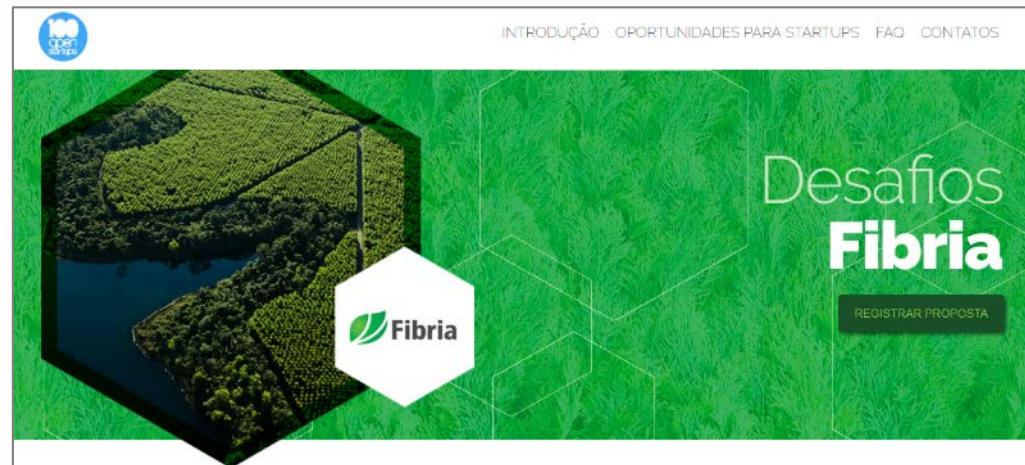 100
open
startups
INTRODUÇÃO OPORTUNIDADES PARA STARTUPS FAQ CONTATOS
Desafios
Fibria
Fibria
REGISTRAR PROPOSTA